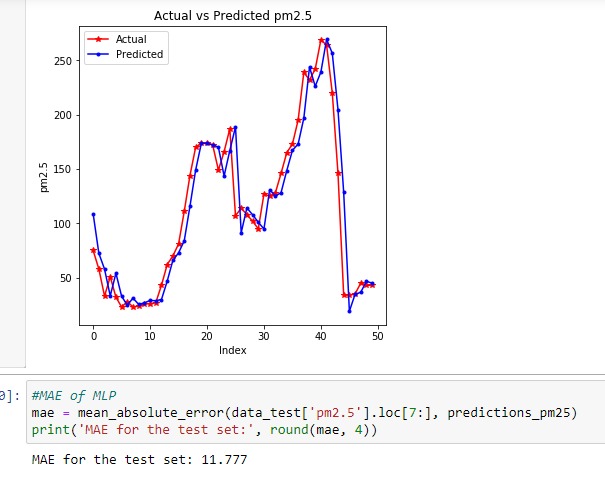 Actual vs Predicted pm2.5
Actual
Predicted
250
200
150
100
50
pm2.5
0 10 20 30 40 50
Index
0]: #MAE of MLP
mae = mean_absolute_error(data_test['pm2.5'].loc[7:], predictions_pm25)
print('MAE for the test set:', round(mae, 4))
MAE for the test set: 11.777